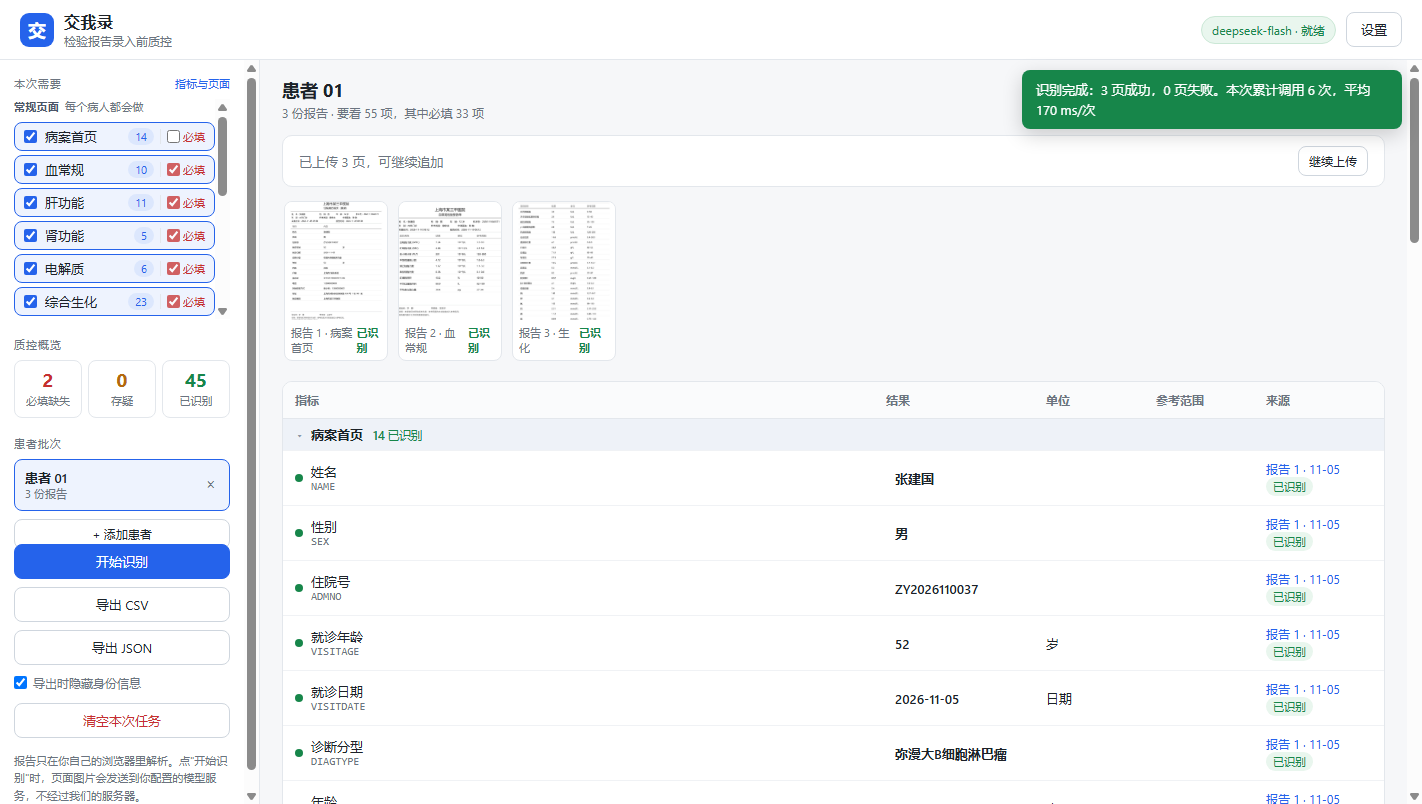 交
交我录
检验报告录入前质控
deepseek-flash · 就绪
设置
本次需要
指标与页面
常规页面 每个病人都会做
病案首页 14 必填
血常规 10 必填
肝功能 11 必填
肾功能 5 必填
电解质 6 必填
综合生化 23 必填
质控概览
2
必填缺失
0
存疑
45
已识别
患者批次
患者 01
3 份报告
×
+ 添加患者
开始识别
导出 CSV
导出 JSON
导出时隐藏身份信息
清空本次任务
报告只在你自己的浏览器里解析。点"开始识
别"时，页面图片会发送到你配置的模型服
务，不经过我们的服务器。
患者 01
3 份报告 · 要看 55 项，其中必填 33 项
识别完成：3 页成功，0 页失败。本次累计调用 6 次，平均
170 ms/次
已上传 3 页，可继续追加
继续上传
报告 1 · 病案
首页
已识
别
报告 2 · 血
常规
已识
别
报告 3 · 生
化
已识
别
指标 结果 单位 参考范围 来源
- 病案首页 14 已识别
姓名
NAME
张建国
报告 1 · 11-05
已识别
性别
SEX
男
报告 1 · 11-05
已识别
住院号
ADMNO
ZY2026110037
报告 1 · 11-05
已识别
就诊年龄
VISITAGE
52
岁
报告 1 · 11-05
已识别
就诊日期
VISITDATE
2026-11-05
日期
报告 1 · 11-05
已识别
诊断分型
DIAGTYPE
弥漫大B细胞淋巴瘤
报告 1 · 11-05
已识别
年龄
报告 1 · 11-05